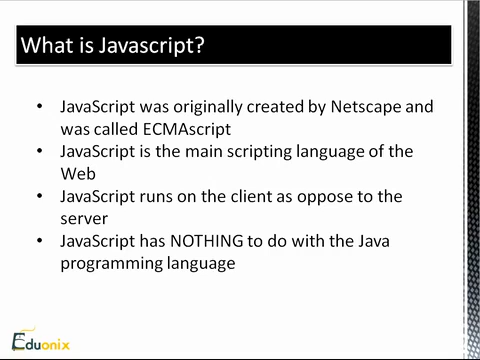 What is Javascript?
• JavaScript was originally created by Netscape and
was called ECMAscript
• JavaScript is the main scripting language of the
Web
• JavaScript runs on the client as oppose to the
server
• JavaScript has NOTHING to do with the Java
programming language
Eduonix